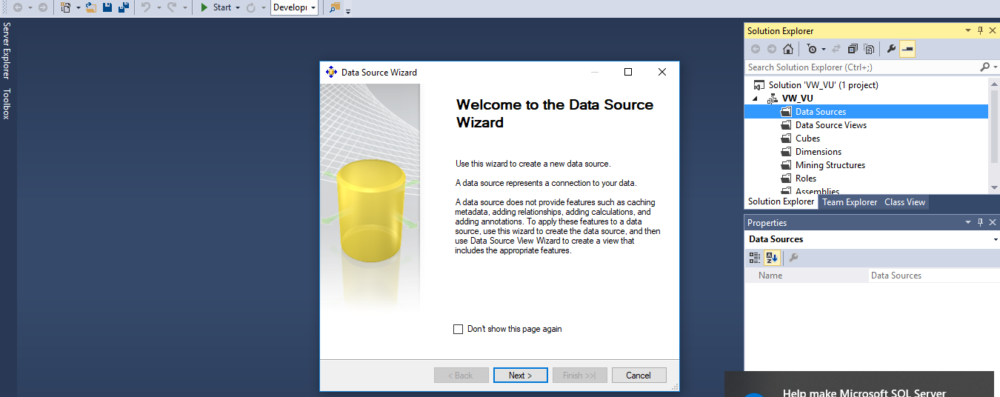 Start
Developi
Server Explorer
Toolbox
Data Source Wizard
Welcome to the Data Source
Wizard
Use this wizard to create a new data source.
A data source represents a connection to your data.
A data source does not provide features such as caching
metadata, adding relationships, adding calculations, and
adding annotations. To apply these features to a data
source, use this wizard to create the data source, and then
use Data Source View Wizard to create a view that
includes the appropriate features.
Don't show this page again
< Back
Next >
Finish >>|
Cancel
Solution Explorer
Search Solution Explorer (Ctrl+;)
Solution 'VW_VU' (1 project)
VW_VU
Data Sources
Data Source Views
Cubes
Dimensions
Mining Structures
Roles
Assemblies
Solution Explorer Team Explorer Class View
Properties
Data Sources
Name Data Sources
Help make Microsoft SQL Server